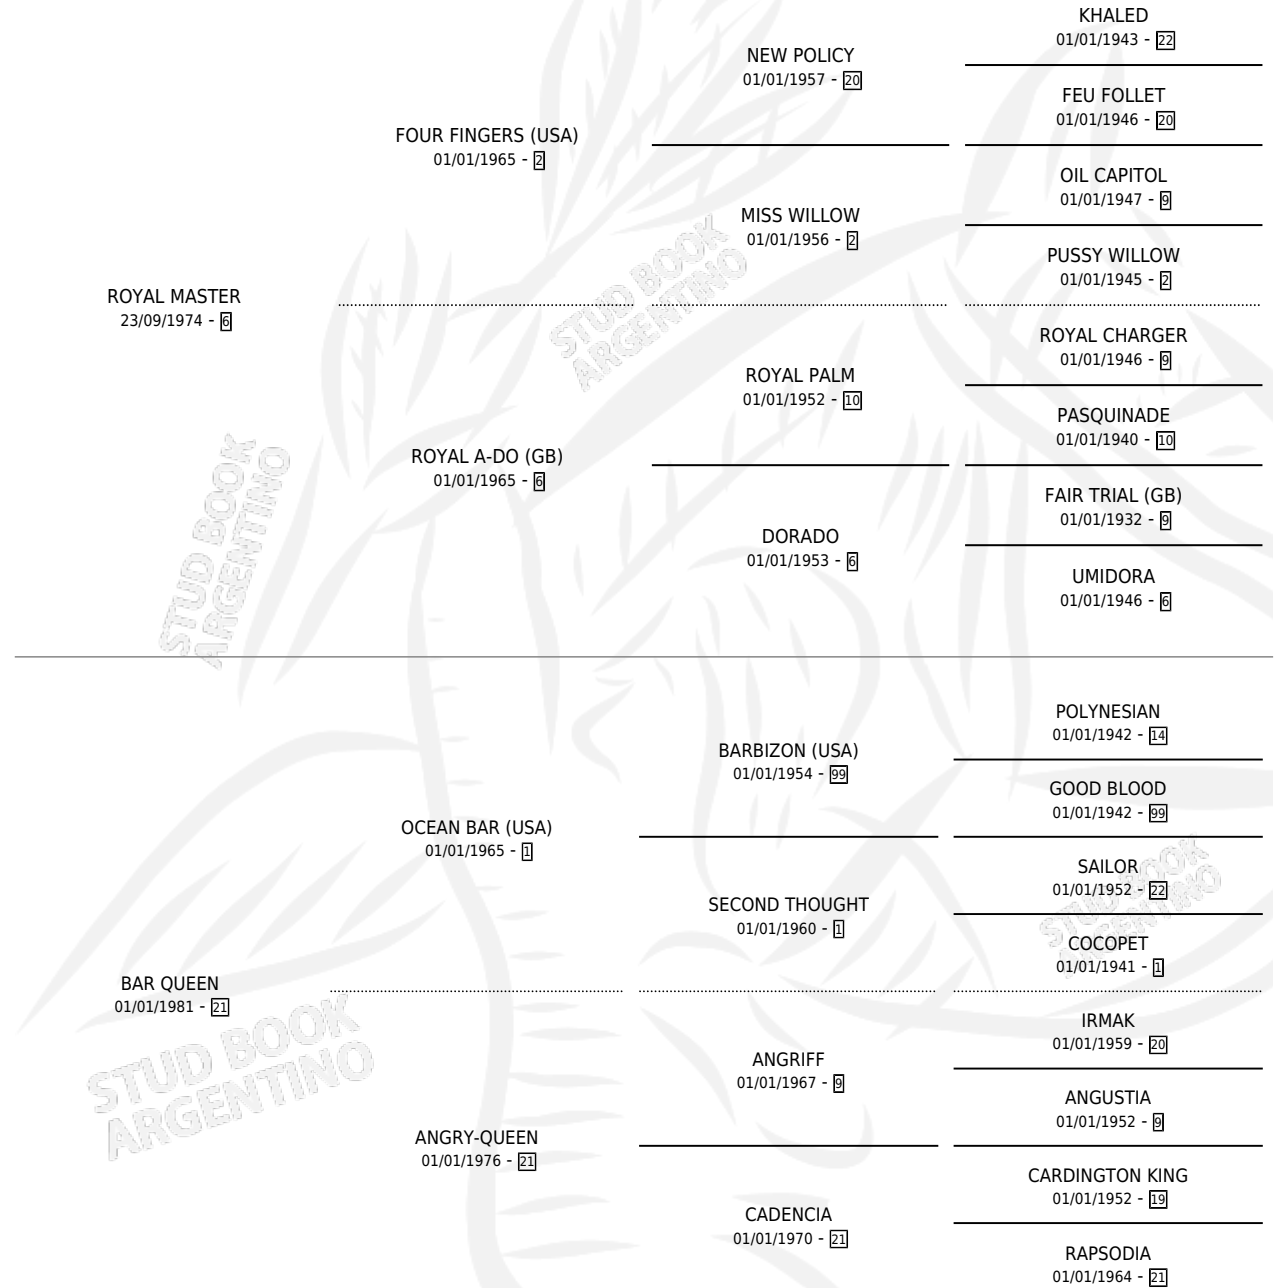 KHALED
01/01/1943 - 22
NEW POLICY
01/01/1957 - 20
FEU FOLLET
01/01/1946 - 20
FOUR FINGERS (USA)
01/01/1965 - 2
OIL CAPITOL
01/01/1947 - 9
MISS WILLOW
01/01/1956 - 2
PUSSY WILLOW
01/01/1945 - 2
STUD BOOK
ARGENTINO
ROYAL MASTER
23/09/1974 - 6
ROYAL CHARGER
01/01/1946 - 9
ROYAL PALM
01/01/1952 - 10
PASQUINADE
01/01/1940 - 10
ROYAL A-DO (GB)
01/01/1965 - 6
FAIR TRIAL (GB)
01/01/1932 - 9
DORADO
01/01/1953 - 6
UMIDORA
01/01/1946 - 6
STUD BOOK
ARGENTINO
POLYNESIAN
01/01/1942 - 14
BARBIZON (USA)
01/01/1954 - 99
GOOD BLOOD
01/01/1942 - 99
OCEAN BAR (USA)
01/01/1965 - 1
SAILOR
01/01/1952 - 22
SECOND THOUGHT
01/01/1960 - 1
COCOPET
01/01/1941 - 1
STUD BOOK
ARGENTINO
BAR QUEEN
01/01/1981 - 21
IRMAK
01/01/1959 - 20
ANGRIFF
01/01/1967 - 9
ANGUSTIA
01/01/1952 - 9
STUD BOOK
ARGENTINO
ANGRY-QUEEN
01/01/1976 - 21
CARDINGTON KING
01/01/1952 - 19
CADENCIA
01/01/1970 - 21
RAPSODIA
01/01/1964 - 21